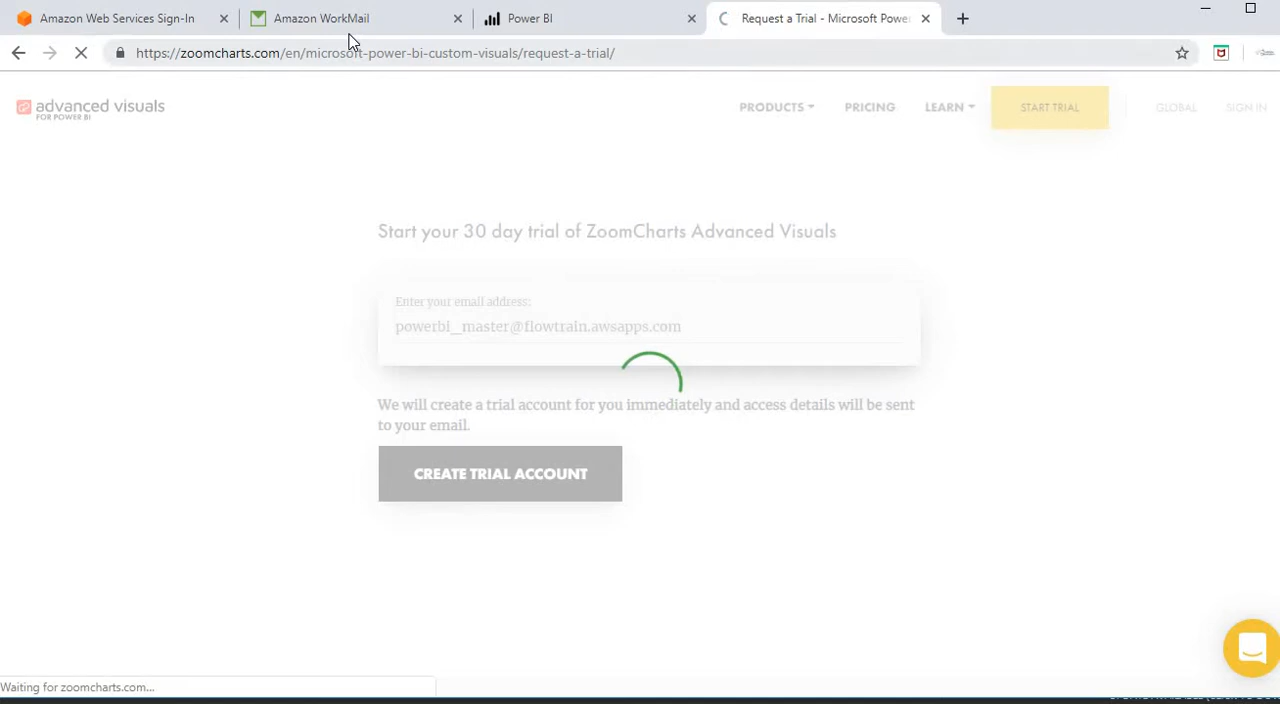 Amazon Web Services Sign-In
Amazon WorkMail
Power BI
Request a Trial - Microsoft Power
https://zoomcharts.com/en/microsoft-power-bi-custom-visuals/request-a-trial/
advanced visuals
FOR POWER BI
PRODUCTS
PRICING
LEARN
START TRIAL
GLOBAL
SIGN IN
Start your 30 day trial of ZoomCharts Advanced Visuals
Enter your email address:
powerbi_master@flowtrain.awsapps.com
We will create a trial account for you immediately and access details will be sent
to your email.
CREATE TRIAL ACCOUNT
Waiting for zoomcharts.com...